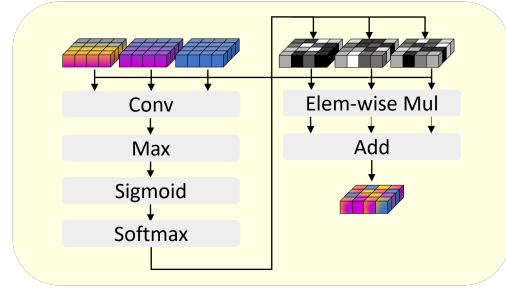 Conv
Max
Sigmoid
Softmax
Elem-wise Mul
Add